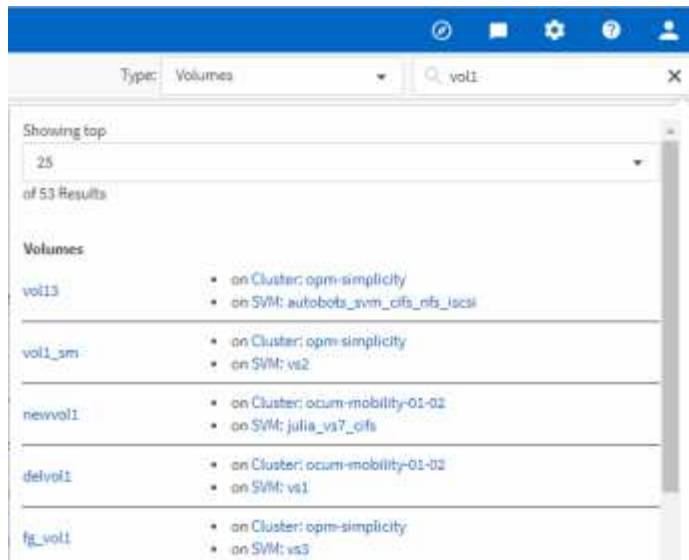 Type: Volumes vol1
Showing top
25
of 53 Results
Volumes
vol13
on Cluster: opm-simplicity
on SVM: autobots_svm_cifs_nfs_iscsi
vol1_sm
on Cluster: opm-simplicity
on SVM: vs2
newvol1
on Cluster: ocum-mobility-01-02
on SVM: julia_vs7_cifs
delvol1
on Cluster: ocum-mobility-01-02
on SVM: vs1
fg_vol1
on Cluster: opm-simplicity
on SVM: vs3